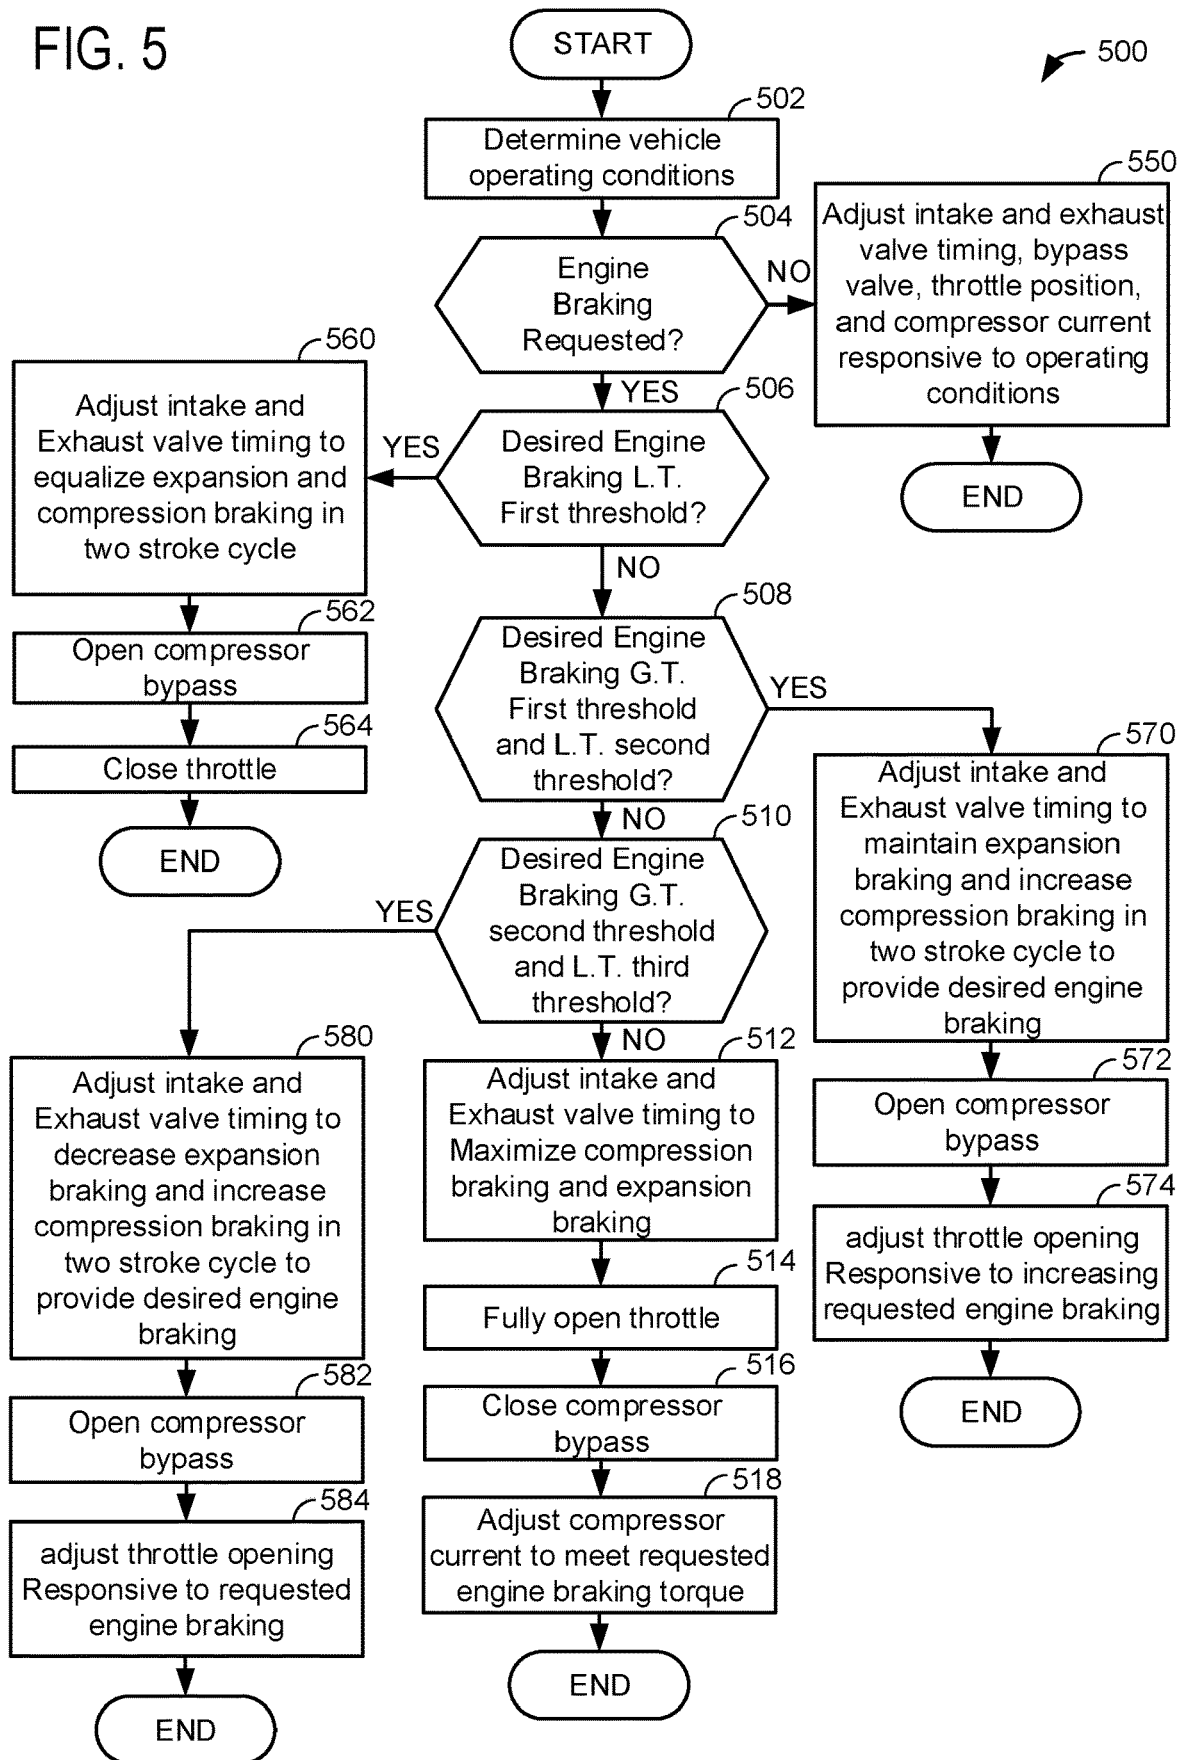 FIG. 5
START
500
502
Determine vehicle
operating conditions
504
Engine
Braking
Requested?
NO
550
Adjust intake and exhaust
valve timing, bypass
valve, throttle position,
and compressor current
responsive to operating
conditions
END
YES
506
Desired Engine
Braking L.T.
First threshold?
YES
560
Adjust intake and
Exhaust valve timing to
equalize expansion and
compression braking in
two stroke cycle
562
Open compressor
bypass
564
Close throttle
END
NO
508
Desired Engine
Braking G.T.
First threshold
and L.T. second
threshold?
YES
570
Adjust intake and
Exhaust valve timing to
maintain expansion
braking and increase
compression braking in
two stroke cycle to
provide desired engine
braking
572
Open compressor
bypass
574
adjust throttle opening
Responsive to increasing
requested engine braking
END
NO
510
Desired Engine
Braking G.T.
second threshold
and L.T. third
threshold?
YES
580
Adjust intake and
Exhaust valve timing to
decrease expansion
braking and increase
compression braking in
two stroke cycle to
provide desired engine
braking
582
Open compressor
bypass
584
adjust throttle opening
Responsive to requested
engine braking
END
NO
512
Adjust intake and
Exhaust valve timing to
Maximize compression
braking and expansion
braking
514
Fully open throttle
516
Close compressor
bypass
518
Adjust compressor
current to meet requested
engine braking torque
END